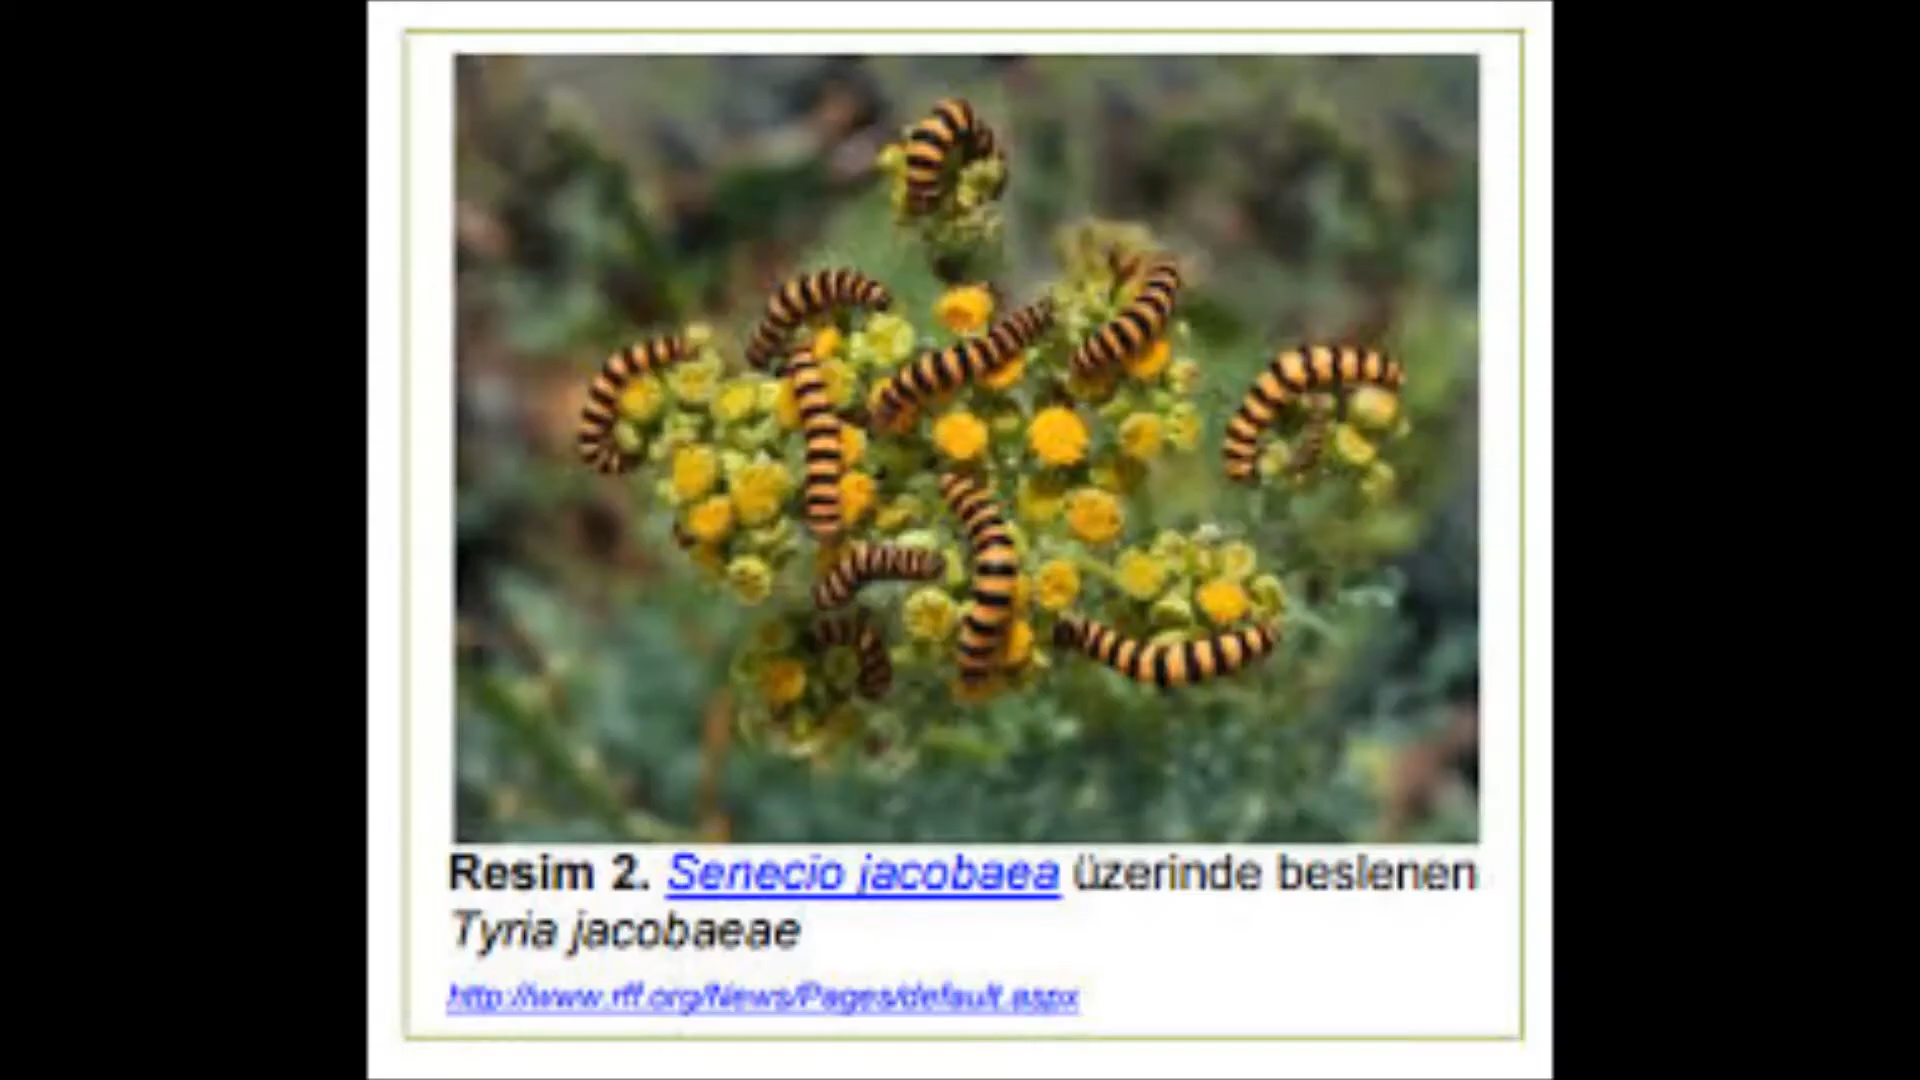 Resim 2. Senecio jacobaea üzerinde beslenen
Tyria jacobaeae
http://www.rff.org/News/Pages/default.aspx